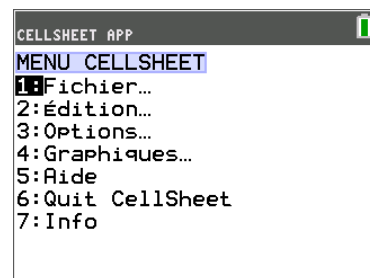 CELLSHEET APP
MENU CELLSHEET
1:Fichier…
2:Édition…
3:Options…
4:Graphiques…
5:Aide
6:Quit CellSheet
7:Info